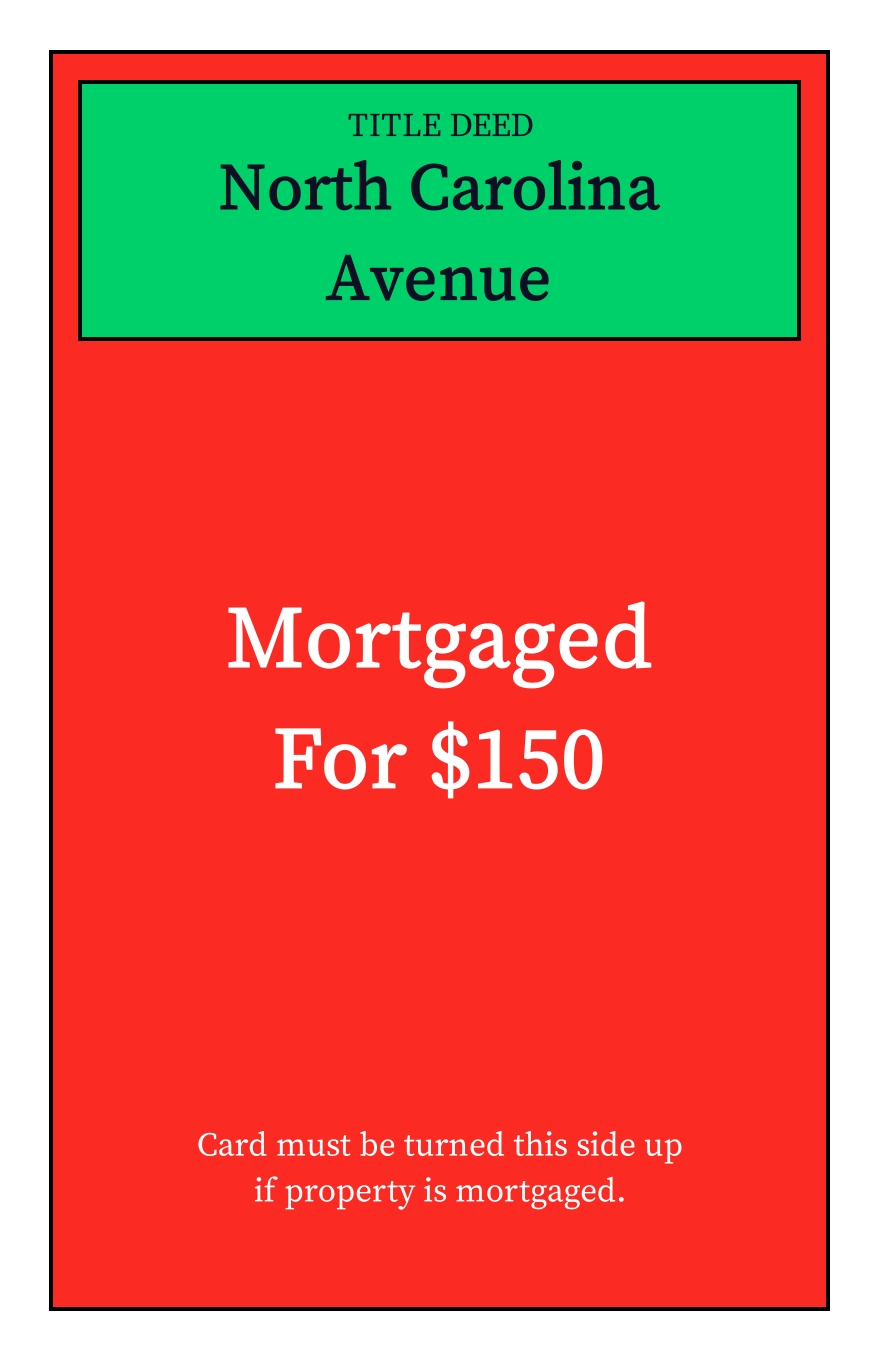 TITLE DEED
North Carolina
Avenue
Mortgaged
For $150
Card must be turned this side up
if property is mortgaged.